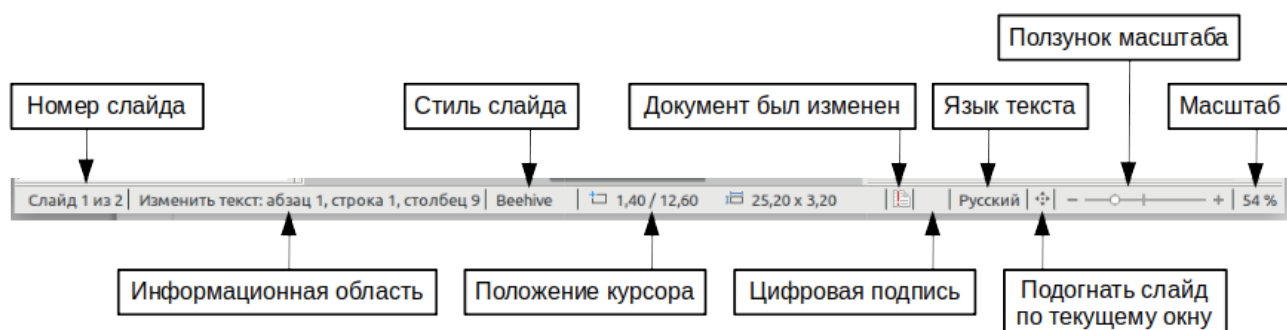 Ползунок масштаба
Номер слайда
Стиль слайда
Документ был изменен
Язык текста
Масштаб
Слайд 1 из 2 Изменить текст: абзац 1, строка 1, столбец 9 Beehive 1,40 / 12,60 25,20 x 3,20 Русский − + 54 %
Информационная область
Положение курсора
Цифровая подпись
Подогнать слайд
по текущему окну